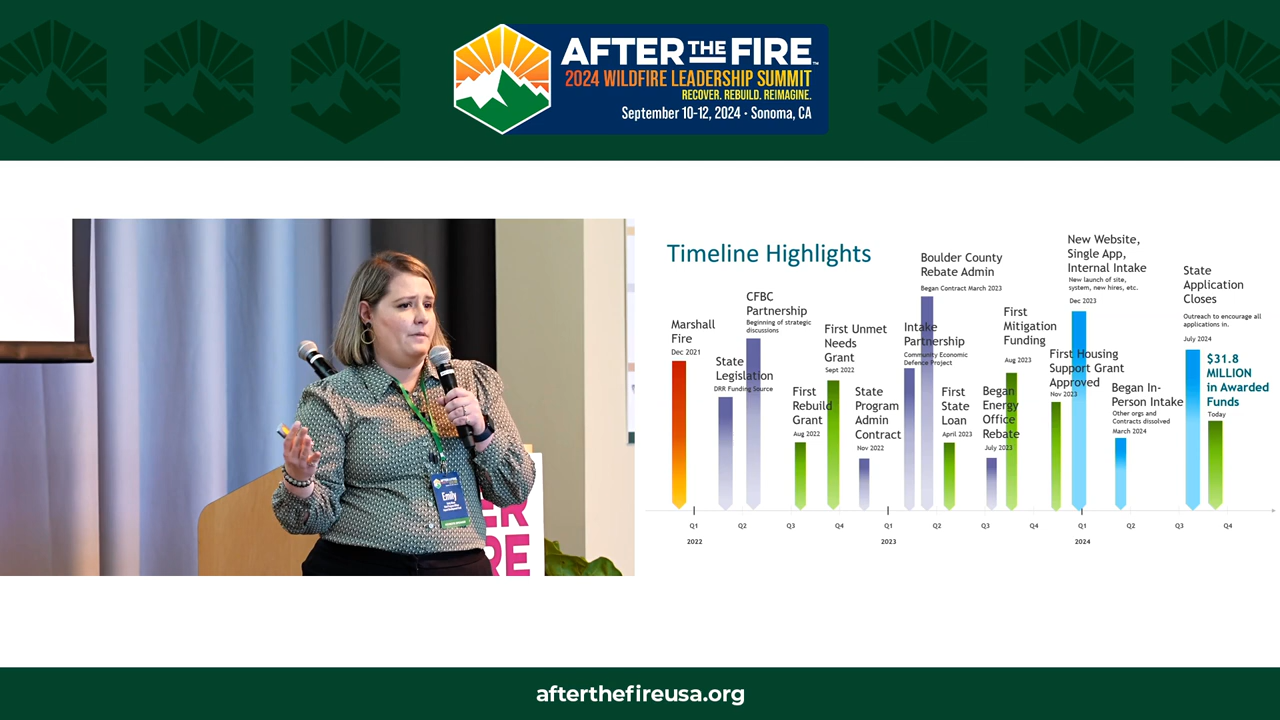 AFTER THE FIRE™
2024 WILDFIRE LEADERSHIP SUMMIT
RECOVER. REBUILD. REIMAGINE.
September 10-12, 2024 • Sonoma, CA
Emily
ER
RE
Timeline Highlights
Marshall
Fire
Dec 2021
State
Legislation
DRR Funding Source
CFBC
Partnership
Beginning of strategic
discussions
First
Rebuild
Grant
Aug 2022
First Unmet
Needs
Grant
Sept 2022
State
Program
Admin
Contract
Nov 2022
Intake
Partnership
Community Economic
Defence Project
Boulder County
Rebate Admin
Began Contract March 2023
First
State
Loan
April 2023
Began
Energy
Office
Rebate
July 2023
First
Mitigation
Funding
Aug 2023
First Housing
Support Grant
Approved
Nov 2023
New Website,
Single App,
Internal Intake
New launch of site,
system, new hires, etc.
Dec 2023
Began In-
Person Intake
Other orgs and
Contracts dissolved
March 2024
State
Application
Closes
Outreach to encourage all
applications in.
July 2024
$31.8
MILLION
in Awarded
Funds
Today
Q1 Q2 Q3 Q4 Q1 Q2 Q3 Q4 Q1 Q2 Q3 Q4
2022 2023 2024
afterthefireusa.org